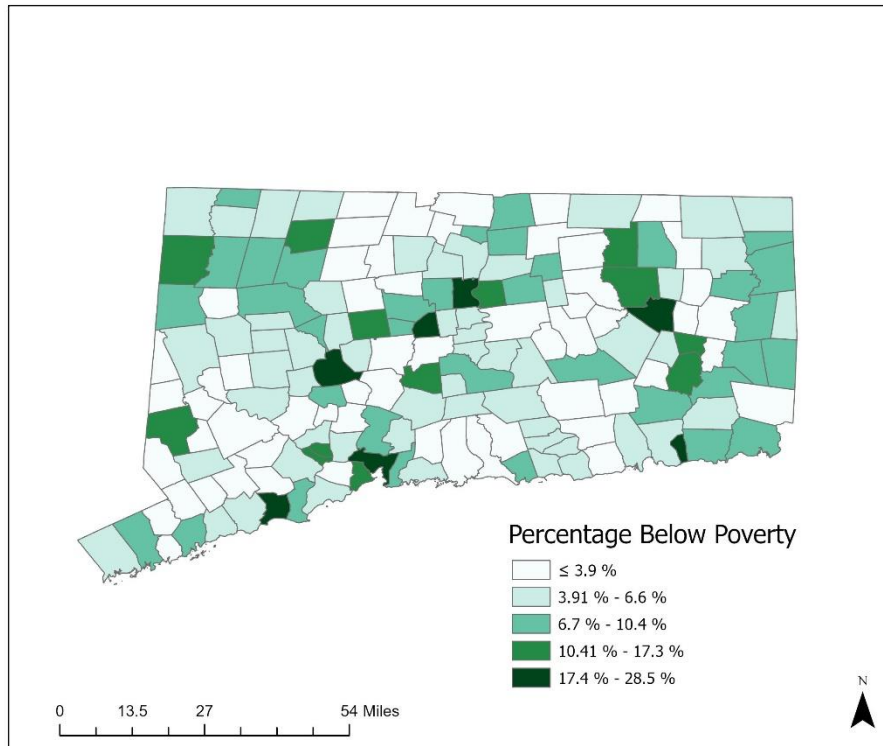 Percentage Below Poverty
≤ 3.9 %
3.91 % - 6.6 %
6.7 % - 10.4 %
10.41 % - 17.3 %
17.4 % - 28.5 %
N
0 13.5 27 54 Miles